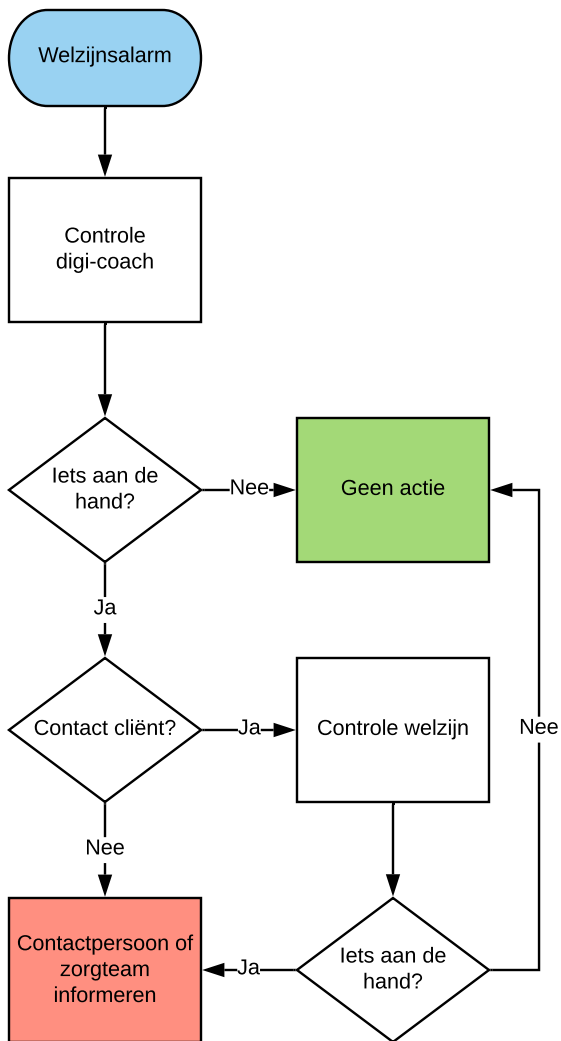 Welzijnsalarm
Controle
digi-coach
Iets aan de
hand?
Nee
Geen actie
Ja
Contact cliënt?
Ja
Controle welzijn
Nee
Nee
Contactpersoon of
zorgteam
informeren
Ja
Iets aan de
hand?